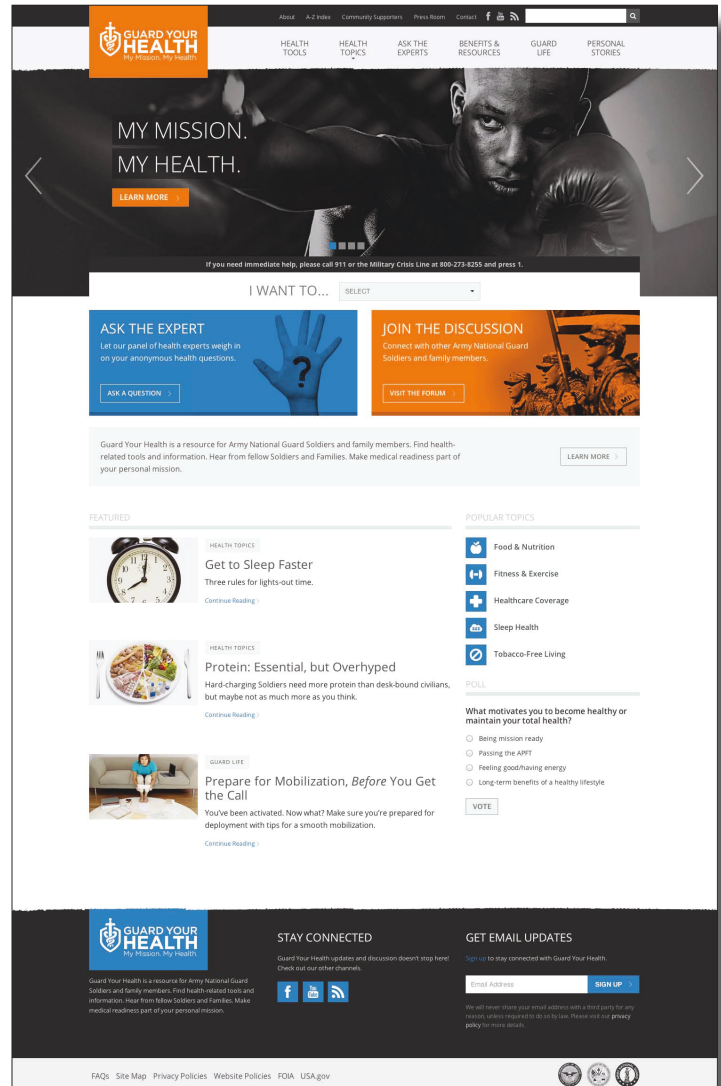 About A-Z Index Community Supporters Press Room Contact
GUARD YOUR
HEALTH
My Mission. My Health.
HEALTH TOOLS
HEALTH TOPICS
ASK THE EXPERTS
BENEFITS & RESOURCES
GUARD LIFE
PERSONAL STORIES
MY MISSION.
MY HEALTH.
LEARN MORE
If you need immediate help, please call 911 or the Military Crisis Line at 800-273-8255 and press 1.
I WANT TO... SELECT
ASK THE EXPERT
Let our panel of health experts weigh in
on your anonymous health questions.
ASK A QUESTION
?
JOIN THE DISCUSSION
Connect with other Army National Guard
Soldiers and family members.
VISIT THE FORUM
Guard Your Health is a resource for Army National Guard Soldiers and family members. Find health-
related tools and information. Hear from fellow Soldiers and Families. Make medical readiness part of
your personal mission.
LEARN MORE
FEATURED
HEALTH TOPICS
Get to Sleep Faster
Three rules for lights-out time.
Continue Reading
HEALTH TOPICS
Protein: Essential, but Overhyped
Hard-charging Soldiers need more protein than desk-bound civilians,
but maybe not as much more as you think.
Continue Reading
GUARD LIFE
Prepare for Mobilization, Before You Get
the Call
You've been activated. Now what? Make sure you're prepared for
deployment with tips for a smooth mobilization.
Continue Reading
POPULAR TOPICS
Food & Nutrition
Fitness & Exercise
Healthcare Coverage
Sleep Health
Tobacco-Free Living
POLL
What motivates you to become healthy or
maintain your total health?
Being mission ready
Passing the APFT
Feeling good/having energy
Long-term benefits of a healthy lifestyle
VOTE
GUARD YOUR
HEALTH
My Mission. My Health.
Guard Your Health is a resource for Army National Guard
Soldiers and family members. Find health-related tools and
information. Hear from fellow Soldiers and Families. Make
medical readiness part of your personal mission.
STAY CONNECTED
Guard Your Health updates and discussion doesn't stop here!
Check out our other channels.
f You Tube
GET EMAIL UPDATES
Sign up to stay connected with Guard Your Health.
Email Address SIGN UP
We will never share your email address with a third party for any
reason, unless required to do so by law. Please visit our privacy
policy for more details.
FAQs Site Map Privacy Policies Website Policies FOIA USA.gov